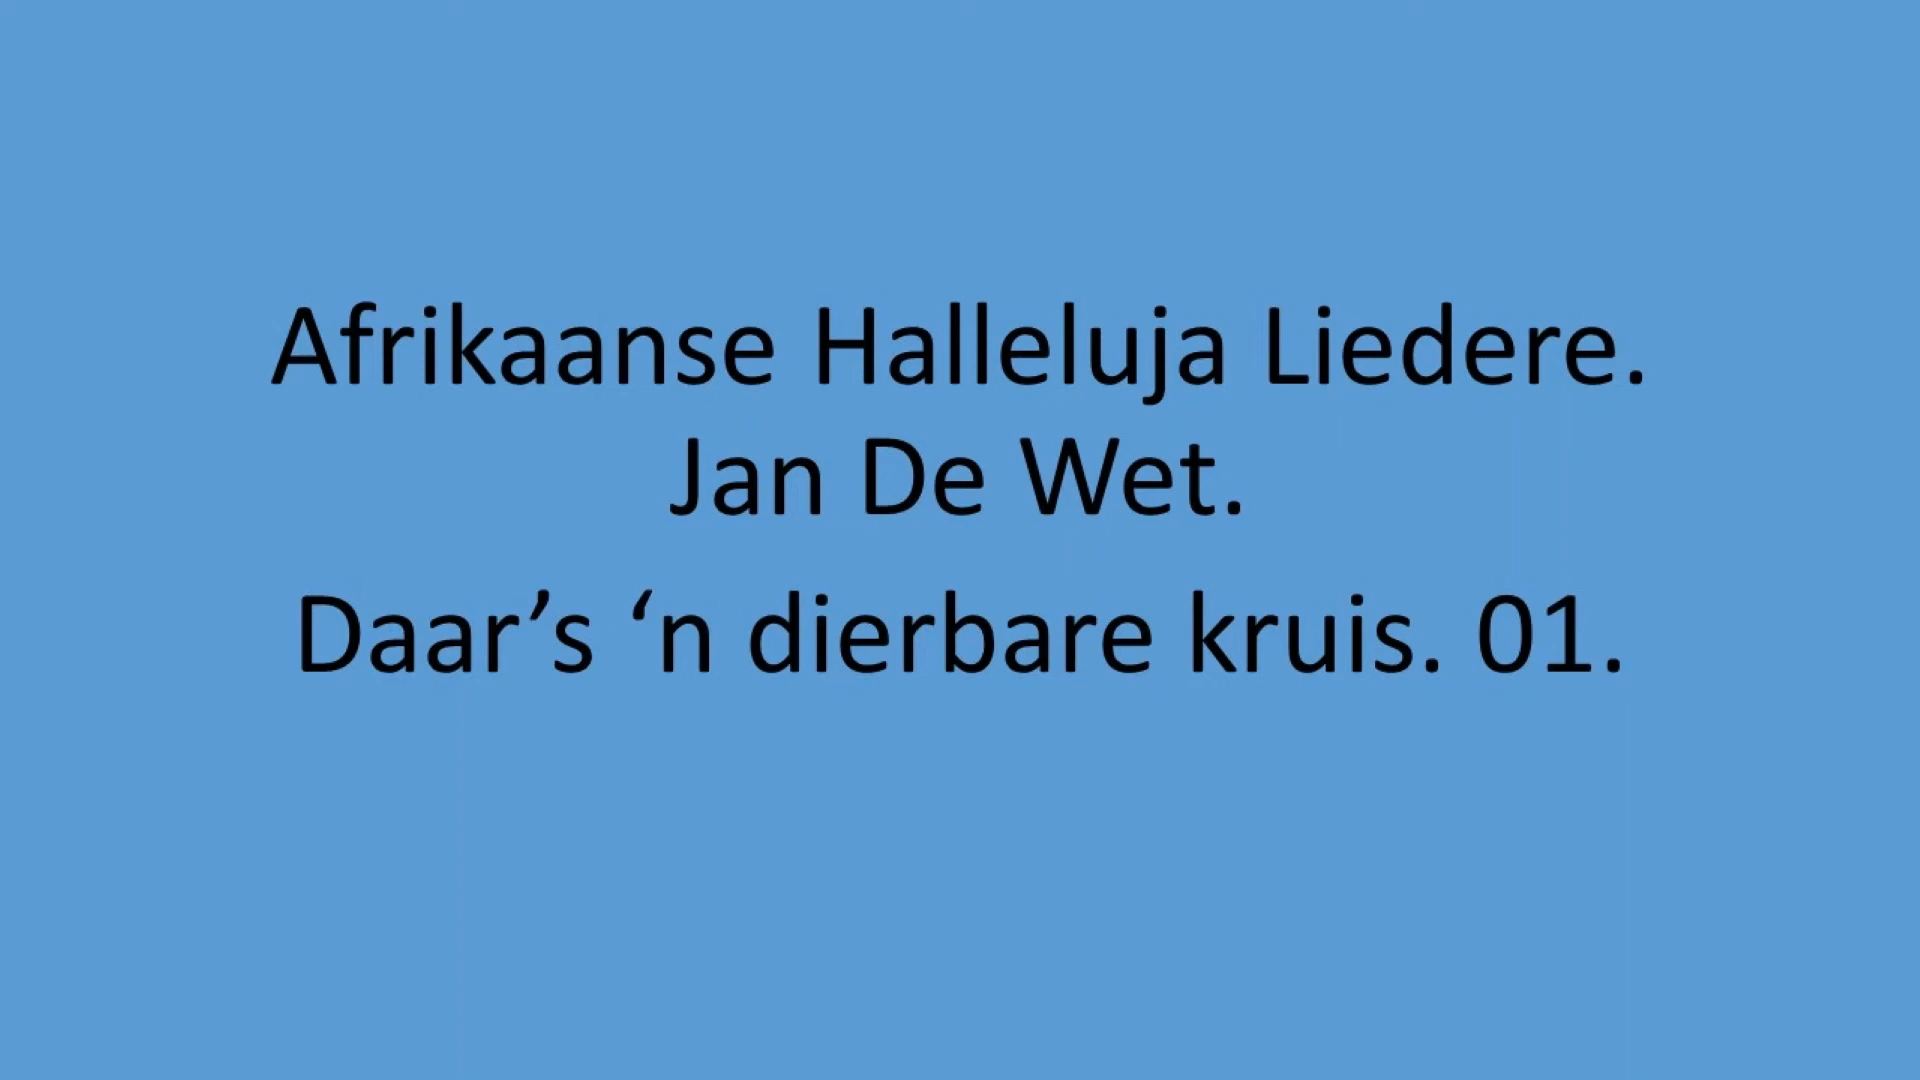 Afrikaanse Halleluja Liedere.
Jan De Wet.
Daar’s ‘n dierbare kruis. 01.